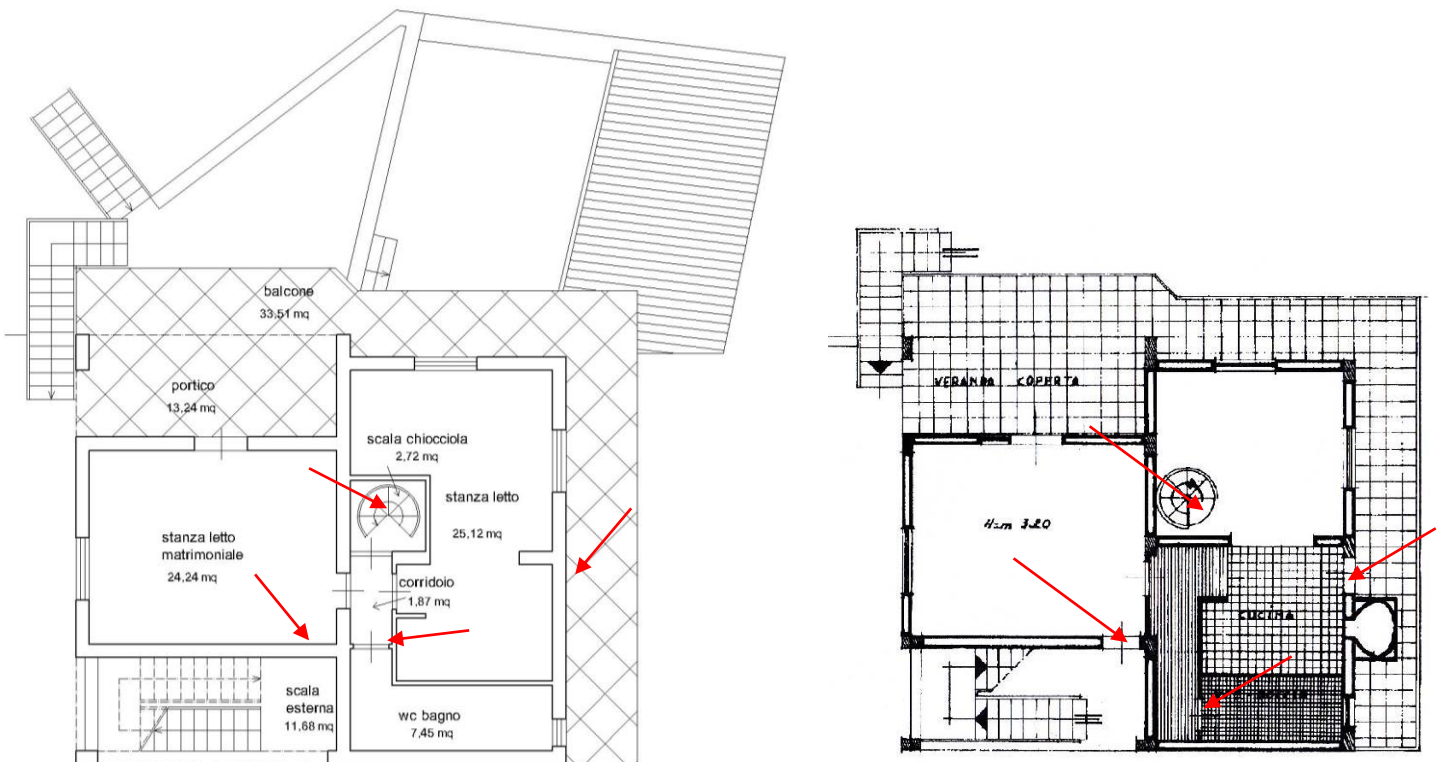 balcone
33,51 mq
portico
13,24 mq
scala chiocciola
2,72 mq
stanza letto
25,12 mq
stanza letto
matrimoniale
24,24 mq
corridoio
1,87 mq
scala
esterna
11,68 mq
wc bagno
7,45 mq
VERANDA COPERTA
H=m 3.20
CUCINA